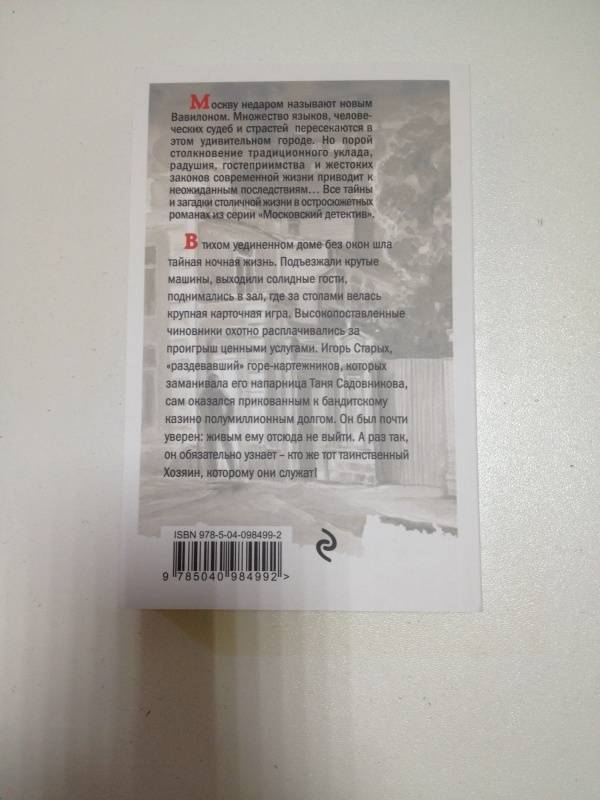 Москву недаром называют новым
Вавилоном. Множество языков, челове-
ческих судеб и страстей пересекаются в
этом удивительном городе. Но порой
столкновение традиционного уклада,
радушия, гостеприимства и жестоких
законов современной жизни приводит к
неожиданным последствиям... Все тайны
и загадки столичной жизни в остросюжетных
романах из серии «Московский детектив».
В тихом уединенном доме без окон шла
тайная ночная жизнь. Подъезжали крутые
машины, выходили солидные гости,
поднимались в зал, где за столами велась
крупная карточная игра. Высокопоставленные
чиновники охотно расплачивались за
проигрыш ценными услугами. Игорь Старых,
"раздевавший" горе-картежников, которых
заманивала его напарница Таня Садовникова,
сам оказался прикованным к бандитскому
казино полумиллионным долгом. Он был почти
уверен: живым ему отсюда не выйти. А раз так,
он обязательно узнает – кто же тот таинственный
Хозяин, которому они служат!
ISBN 978-5-04-098499-2
9 785040 984992 >